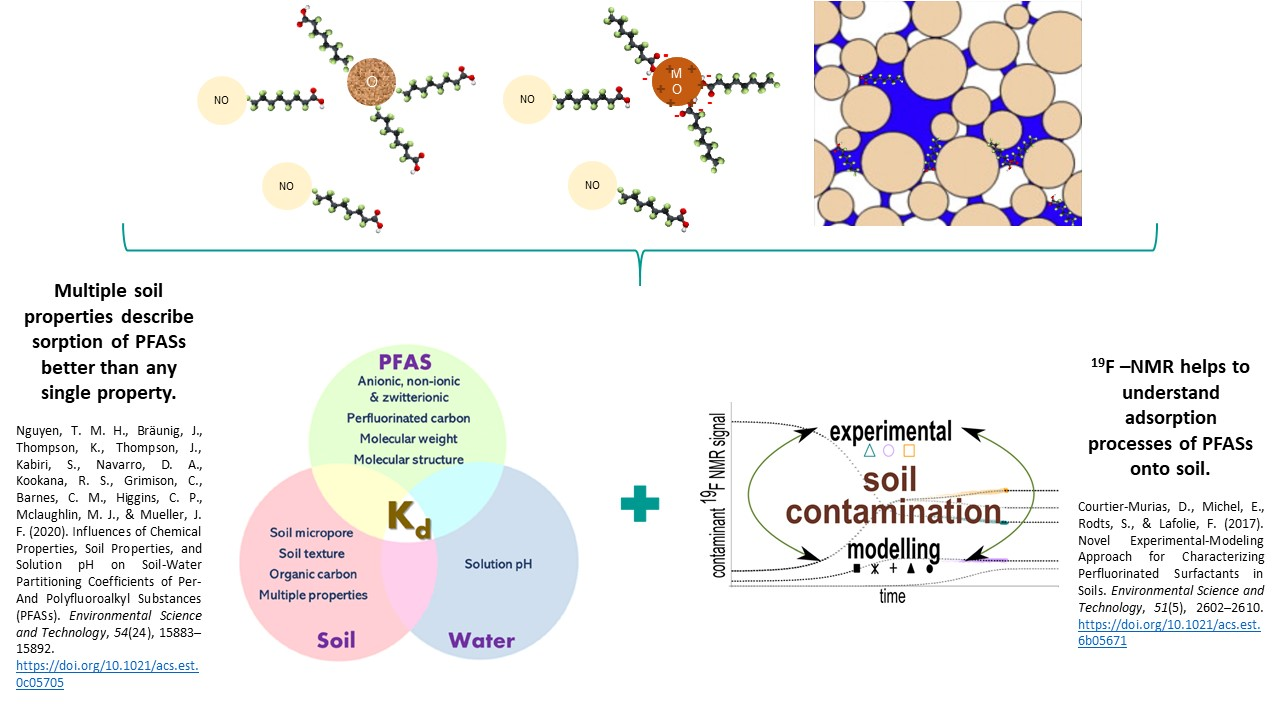 NO
O
NO
NO
M
O
NO
Multiple soil
properties describe
sorption of PFASs
better than any
single property.
Nguyen, T. M. H., Bräunig, J.,
Thompson, K., Thompson, J.,
Kabiri, S., Navarro, D. A.,
Kookana, R. S., Grimison, C.,
Barnes, C. M., Higgins, C. P.,
Mclaughlin, M. J., & Mueller, J.
F. (2020). Influences of Chemical
Properties, Soil Properties, and
Solution pH on Soil-Water
Partitioning Coefficients of Per-
And Polyfluoroalkyl Substances
(PFASs). Environmental Science
and Technology, 54(24), 15883–
15892.
https://doi.org/10.1021/acs.est.
0c05705
PFAS
Anionic, non-ionic
& zwitterionic
Perfluorinated carbon
Molecular weight
Molecular structure
Kd
Soil micropore
Soil texture
Organic carbon
Multiple properties
Soil
Solution pH
Water
contaminant 19F NMR signal
experimental
soil
contamination
modelling
time
19F –NMR helps to
understand
adsorption
processes of PFASs
onto soil.
Courtier-Murias, D., Michel, E.,
Rodts, S., & Lafolie, F. (2017).
Novel Experimental-Modeling
Approach for Characterizing
Perfluorinated Surfactants in
Soils. Environmental Science and
Technology, 51(5), 2602–2610.
https://doi.org/10.1021/acs.est.
6b05671